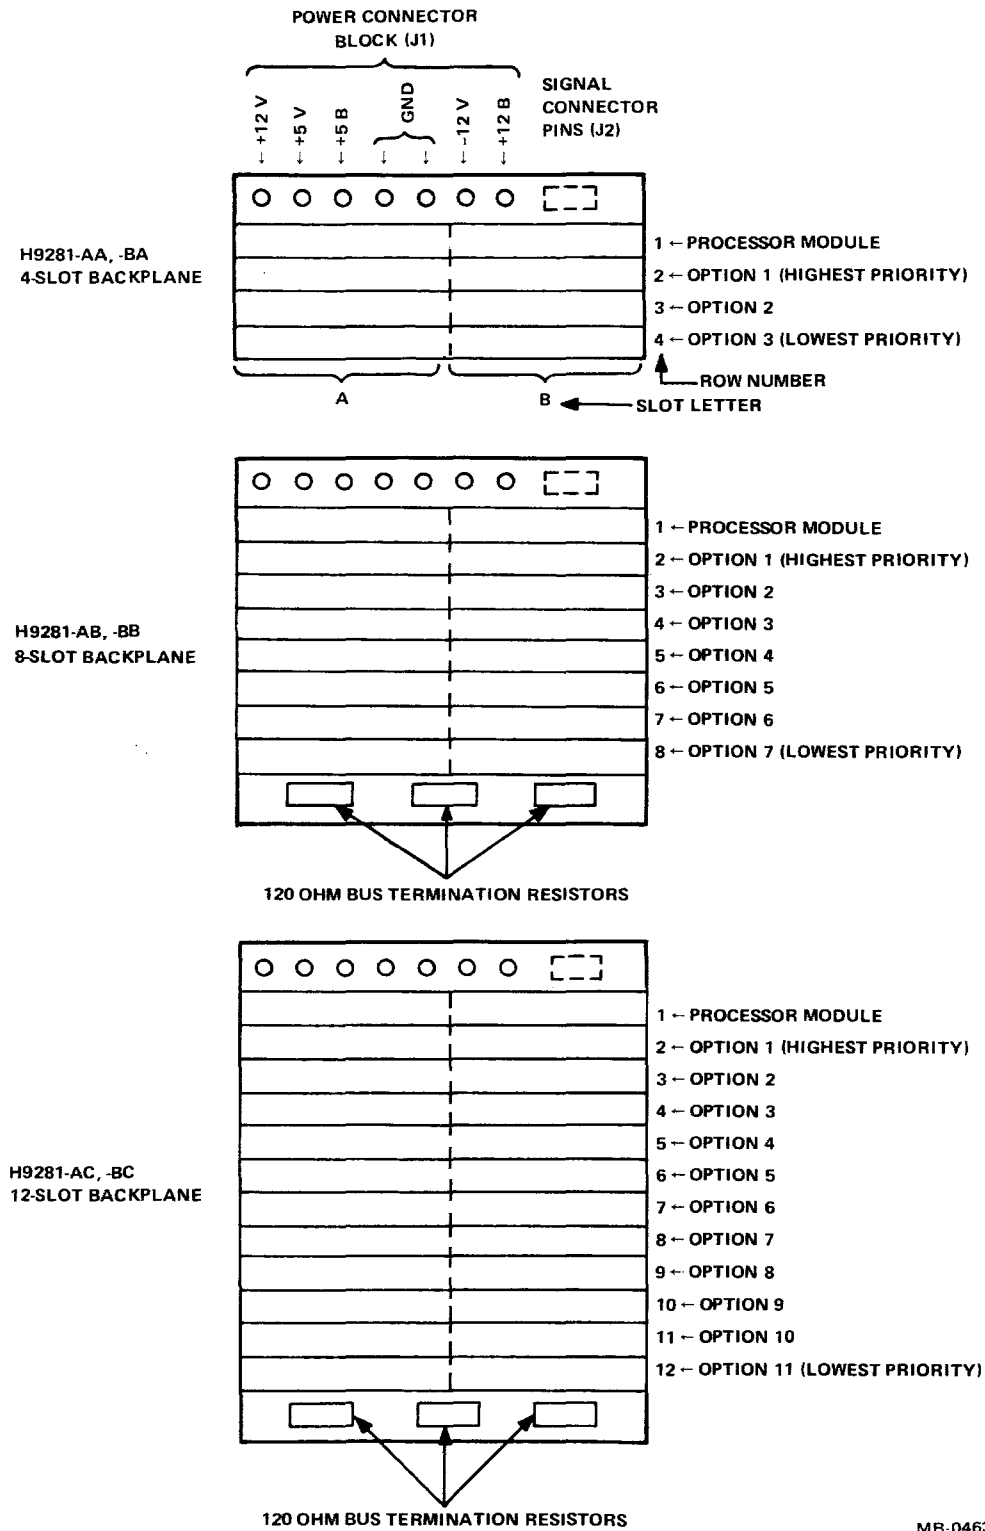 POWER CONNECTOR
BLOCK (J1)
←+12 V
←+5 V
←+5 B
GND
←-12 V
←+12 B
SIGNAL
CONNECTOR
PINS (J2)
H9281-AA, -BA
4-SLOT BACKPLANE
1 ← PROCESSOR MODULE
2 ← OPTION 1 (HIGHEST PRIORITY)
3 ← OPTION 2
4 ← OPTION 3 (LOWEST PRIORITY)
ROW NUMBER
A
B
SLOT LETTER
H9281-AB, -BB
8-SLOT BACKPLANE
1 ← PROCESSOR MODULE
2 ← OPTION 1 (HIGHEST PRIORITY)
3 ← OPTION 2
4 ← OPTION 3
5 ← OPTION 4
6 ← OPTION 5
7 ← OPTION 6
8 ← OPTION 7 (LOWEST PRIORITY)
120 OHM BUS TERMINATION RESISTORS
H9281-AC, -BC
12-SLOT BACKPLANE
1 ← PROCESSOR MODULE
2 ← OPTION 1 (HIGHEST PRIORITY)
3 ← OPTION 2
4 ← OPTION 3
5 ← OPTION 4
6 ← OPTION 5
7 ← OPTION 6
8 ← OPTION 7
9 ← OPTION 8
10 ← OPTION 9
11 ← OPTION 10
12 ← OPTION 11 (LOWEST PRIORITY)
120 OHM BUS TERMINATION RESISTORS